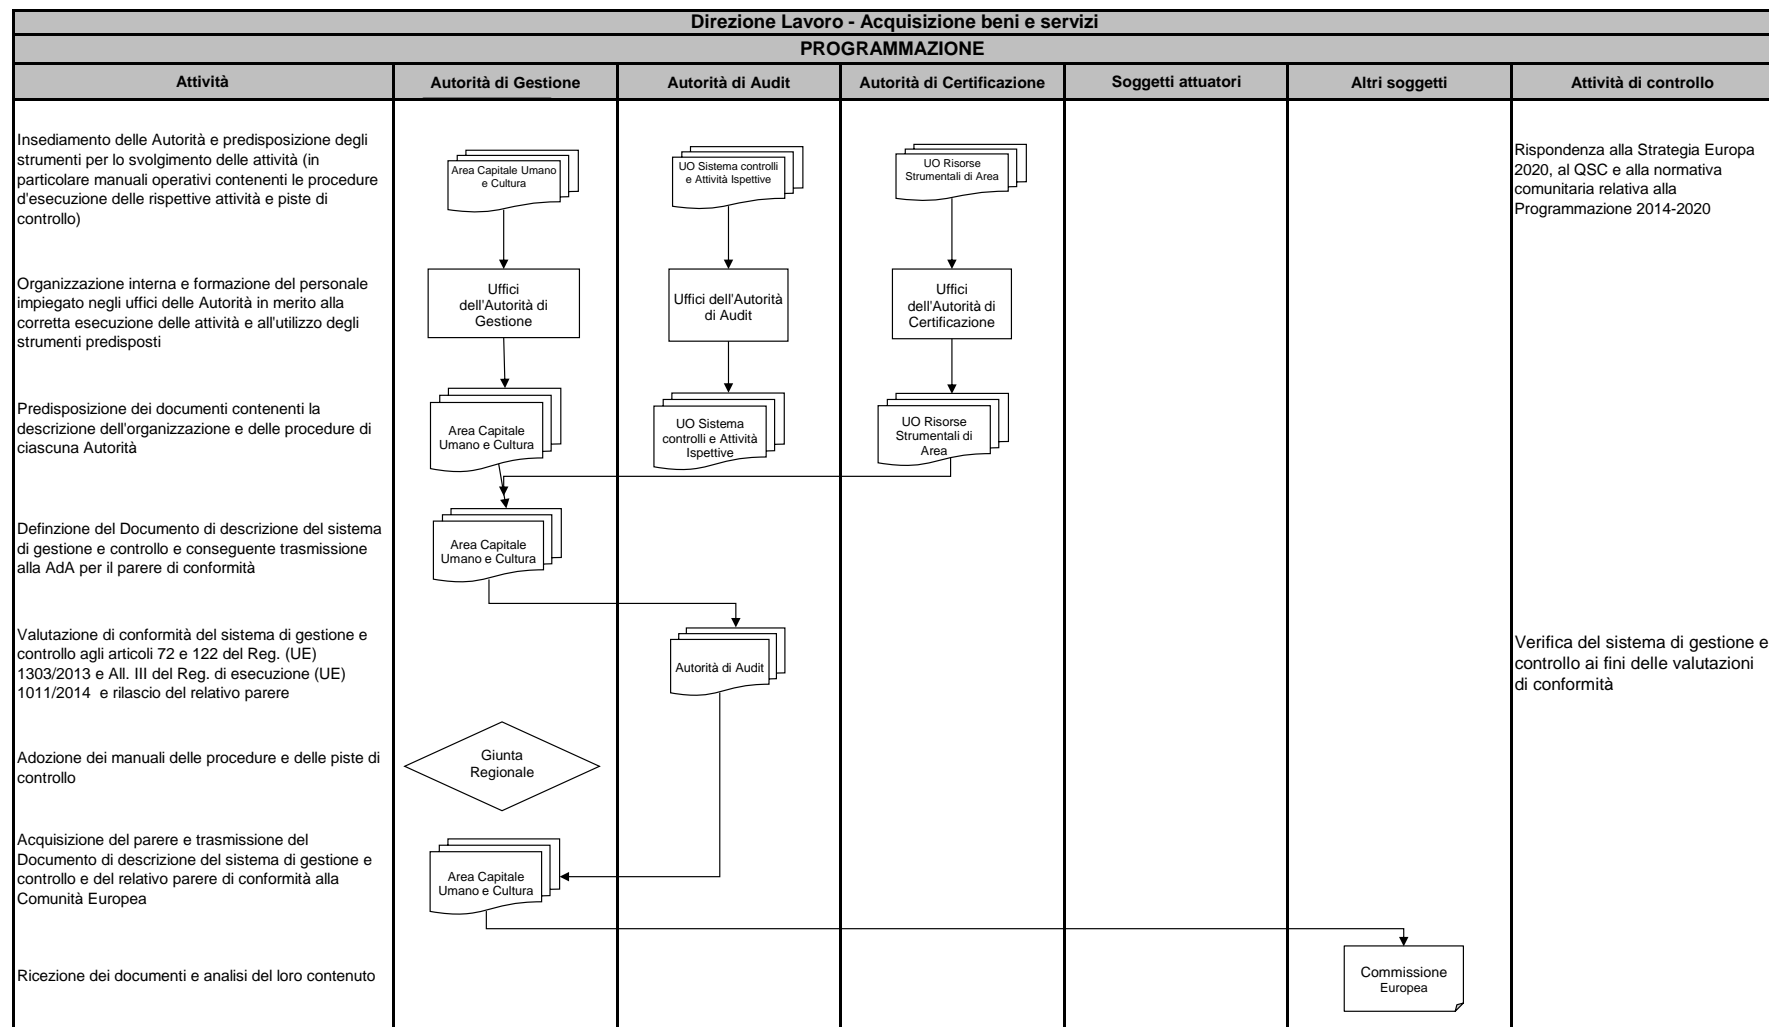 Direzione Lavoro - Acquisizione beni e servizi
PROGRAMMAZIONE
Attività
Autorità di Gestione
Autorità di Audit
Autorità di Certificazione
Soggetti attuatori
Altri soggetti
Attività di controllo
Insediamento delle Autorità e predisposizione degli
strumenti per lo svolgimento delle attività (in
particolare manuali operativi contenenti le procedure
d'esecuzione delle rispettive attività e piste di
controllo)
Area Capitale Umano
e Cultura
UO Sistema controlli
e Attività Ispettive
UO Risorse
Strumentali di Area
Rispondenza alla Strategia Europa
2020, al QSC e alla normativa
comunitaria relativa alla
Programmazione 2014-2020
Organizzazione interna e formazione del personale
impiegato negli uffici delle Autorità in merito alla
corretta esecuzione delle attività e all'utilizzo degli
strumenti predisposti
Uffici
dell'Autorità di
Gestione
Uffici dell'Autorità
di Audit
Uffici
dell'Autorità di
Certificazione
Predisposizione dei documenti contenenti la
descrizione dell'organizzazione e delle procedure di
ciascuna Autorità
Area Capitale
Umano e Cultura
UO Sistema
controlli e Attività
Ispettive
UO Risorse
Strumentali di
Area
Definzione del Documento di descrizione del sistema
di gestione e controllo e conseguente trasmissione
alla AdA per il parere di conformità
Area Capitale
Umano e Cultura
Valutazione di conformità del sistema di gestione e
controllo agli articoli 72 e 122 del Reg. (UE)
1303/2013 e All. III del Reg. di esecuzione (UE)
1011/2014 e rilascio del relativo parere
Autorità di Audit
Verifica del sistema di gestione e
controllo ai fini delle valutazioni
di conformità
Adozione dei manuali delle procedure e delle piste di
controllo
Giunta
Regionale
Acquisizione del parere e trasmissione del
Documento di descrizione del sistema di gestione e
controllo e del relativo parere di conformità alla
Comunità Europea
Area Capitale
Umano e Cultura
Ricezione dei documenti e analisi del loro contenuto
Commissione
Europea